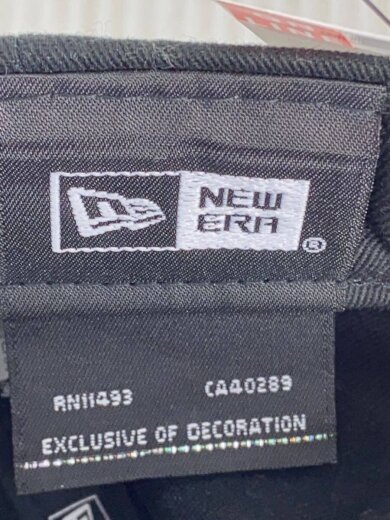 NEW
ERA
®
RN11493 CA40289
EXCLUSIVE OF DECORATION